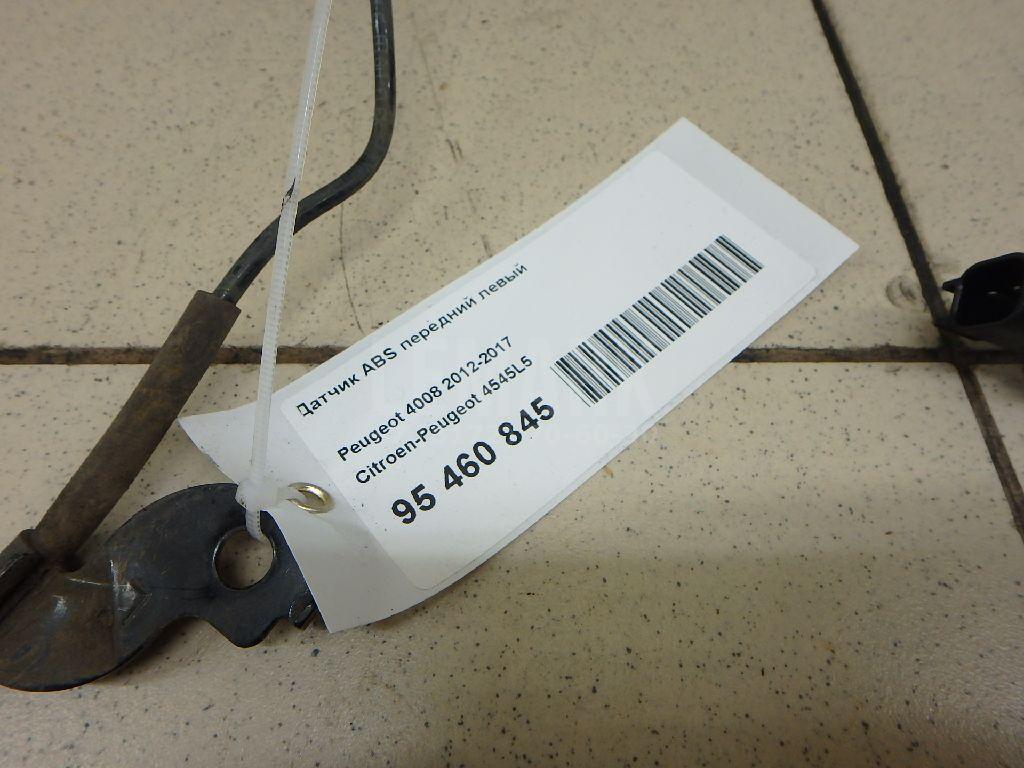 Датчик ABS передний левый
Peugeot 4008 2012-2017
Citroen-Peugeot 4545L5
95 460 845